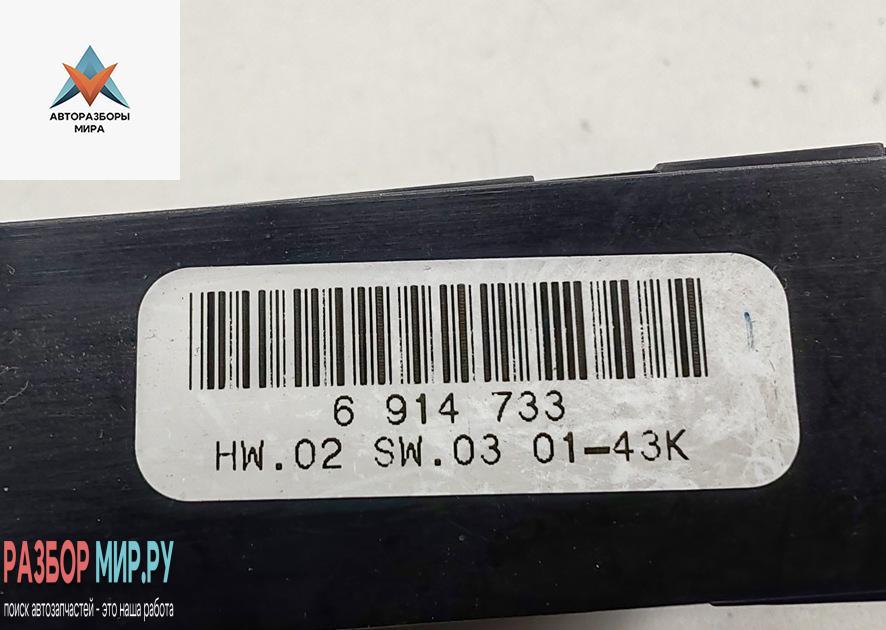 АВТОРАЗБОРЫ
МИРА
6 914 733
HW.02 SW.03 01-43K
РАЗБОР МИР.РУ
поиск автозапчастей - это наша работа